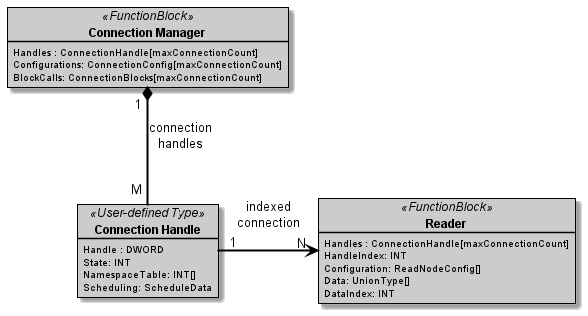 «FunctionBlock»
Connection Manager
Handles : ConnectionHandle[maxConnectionCount]
Configurations: ConnectionConfig[maxConnectionCount]
BlockCalls: ConnectionBlocks[maxConnectionCount]
1
connection
handles
M
«User-defined Type»
Connection Handle
Handle : DWORD
State: INT
NamespaceTable: INT[]
Scheduling: ScheduleData
indexed
connection
1
N
«FunctionBlock»
Reader
Handles : ConnectionHandle[maxConnectionCount]
HandleIndex: INT
Configuration: ReadNodeConfig[]
Data: UnionType[]
DataIndex: INT